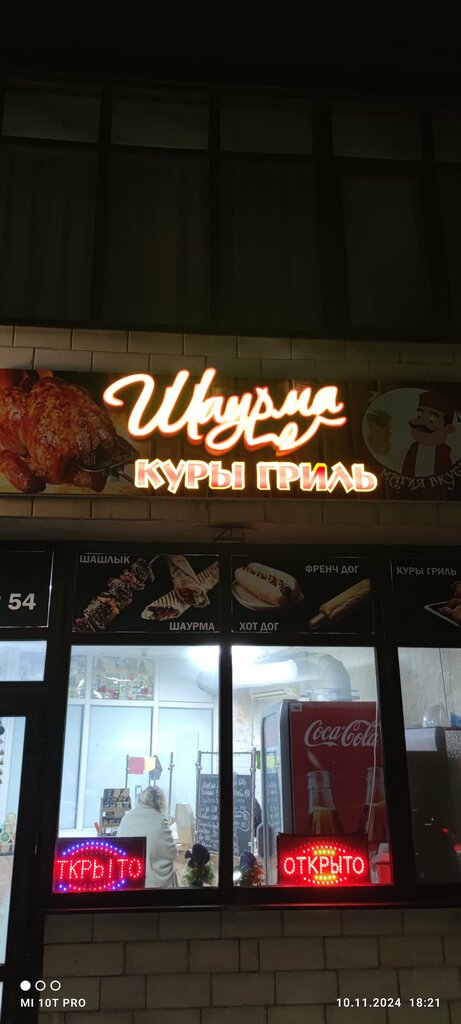 Шаурма
КУРЫ ГРИЛЬ
МАГИЯ ВКУСА
54
ШАШЛЫК
ШАУРМА
ФРЕНЧ ДОГ
ХОТ ДОГ
КУРЫ ГРИЛЬ
Coca-Cola
ТКРЫТО
ОТКРЫТО
MI 10T PRO
10.11.2024 18:21